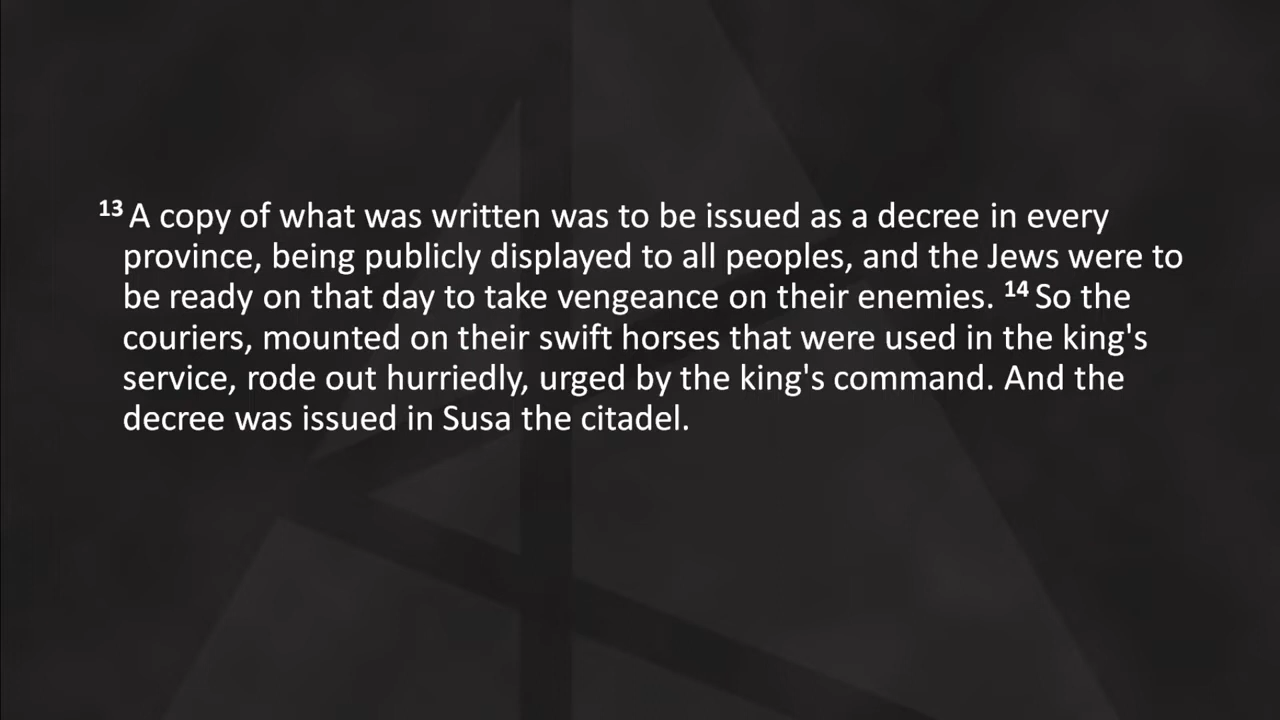 13 A copy of what was written was to be issued as a decree in every
province, being publicly displayed to all peoples, and the Jews were to
be ready on that day to take vengeance on their enemies. 14 So the
couriers, mounted on their swift horses that were used in the king's
service, rode out hurriedly, urged by the king's command. And the
decree was issued in Susa the citadel.